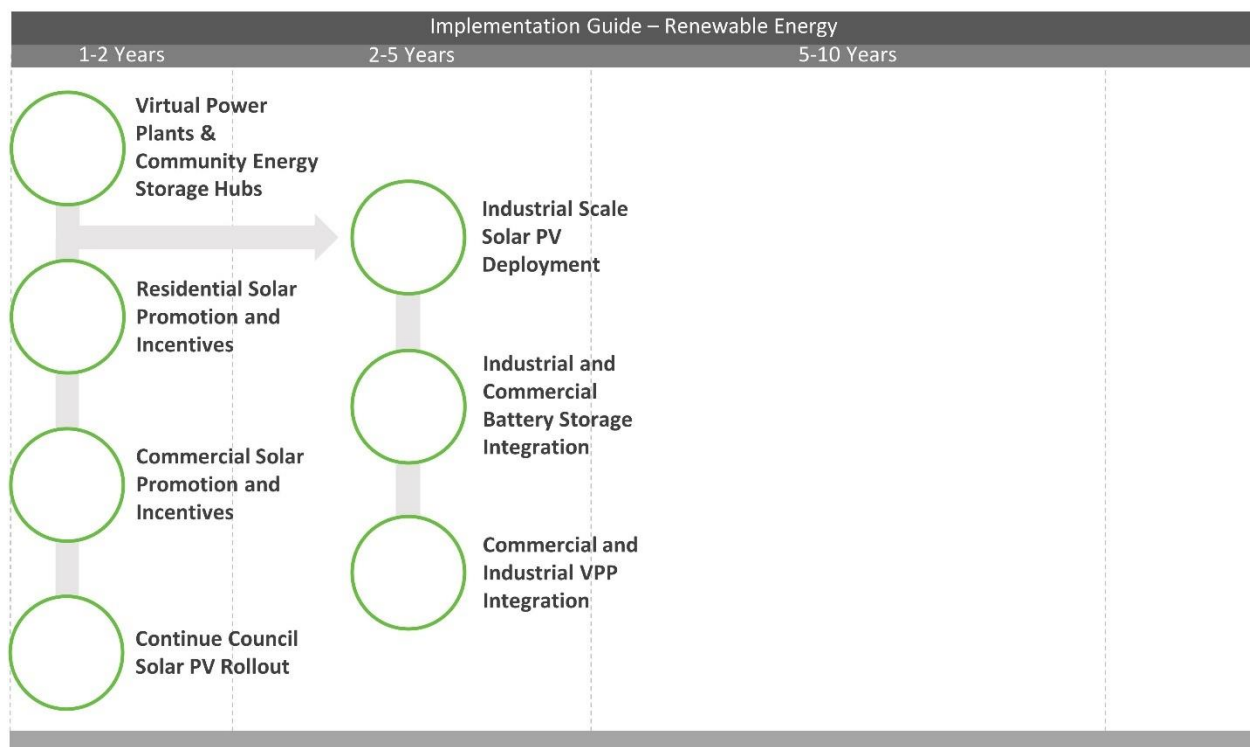 Implementation Guide – Renewable Energy
1-2 Years
2-5 Years
5-10 Years
Virtual Power
Plants &
Community Energy
Storage Hubs
Residential Solar
Promotion and
Incentives
Commercial Solar
Promotion and
Incentives
Continue Council
Solar PV Rollout
Industrial Scale
Solar PV
Deployment
Industrial and
Commercial
Battery Storage
Integration
Commercial and
Industrial VPP
Integration